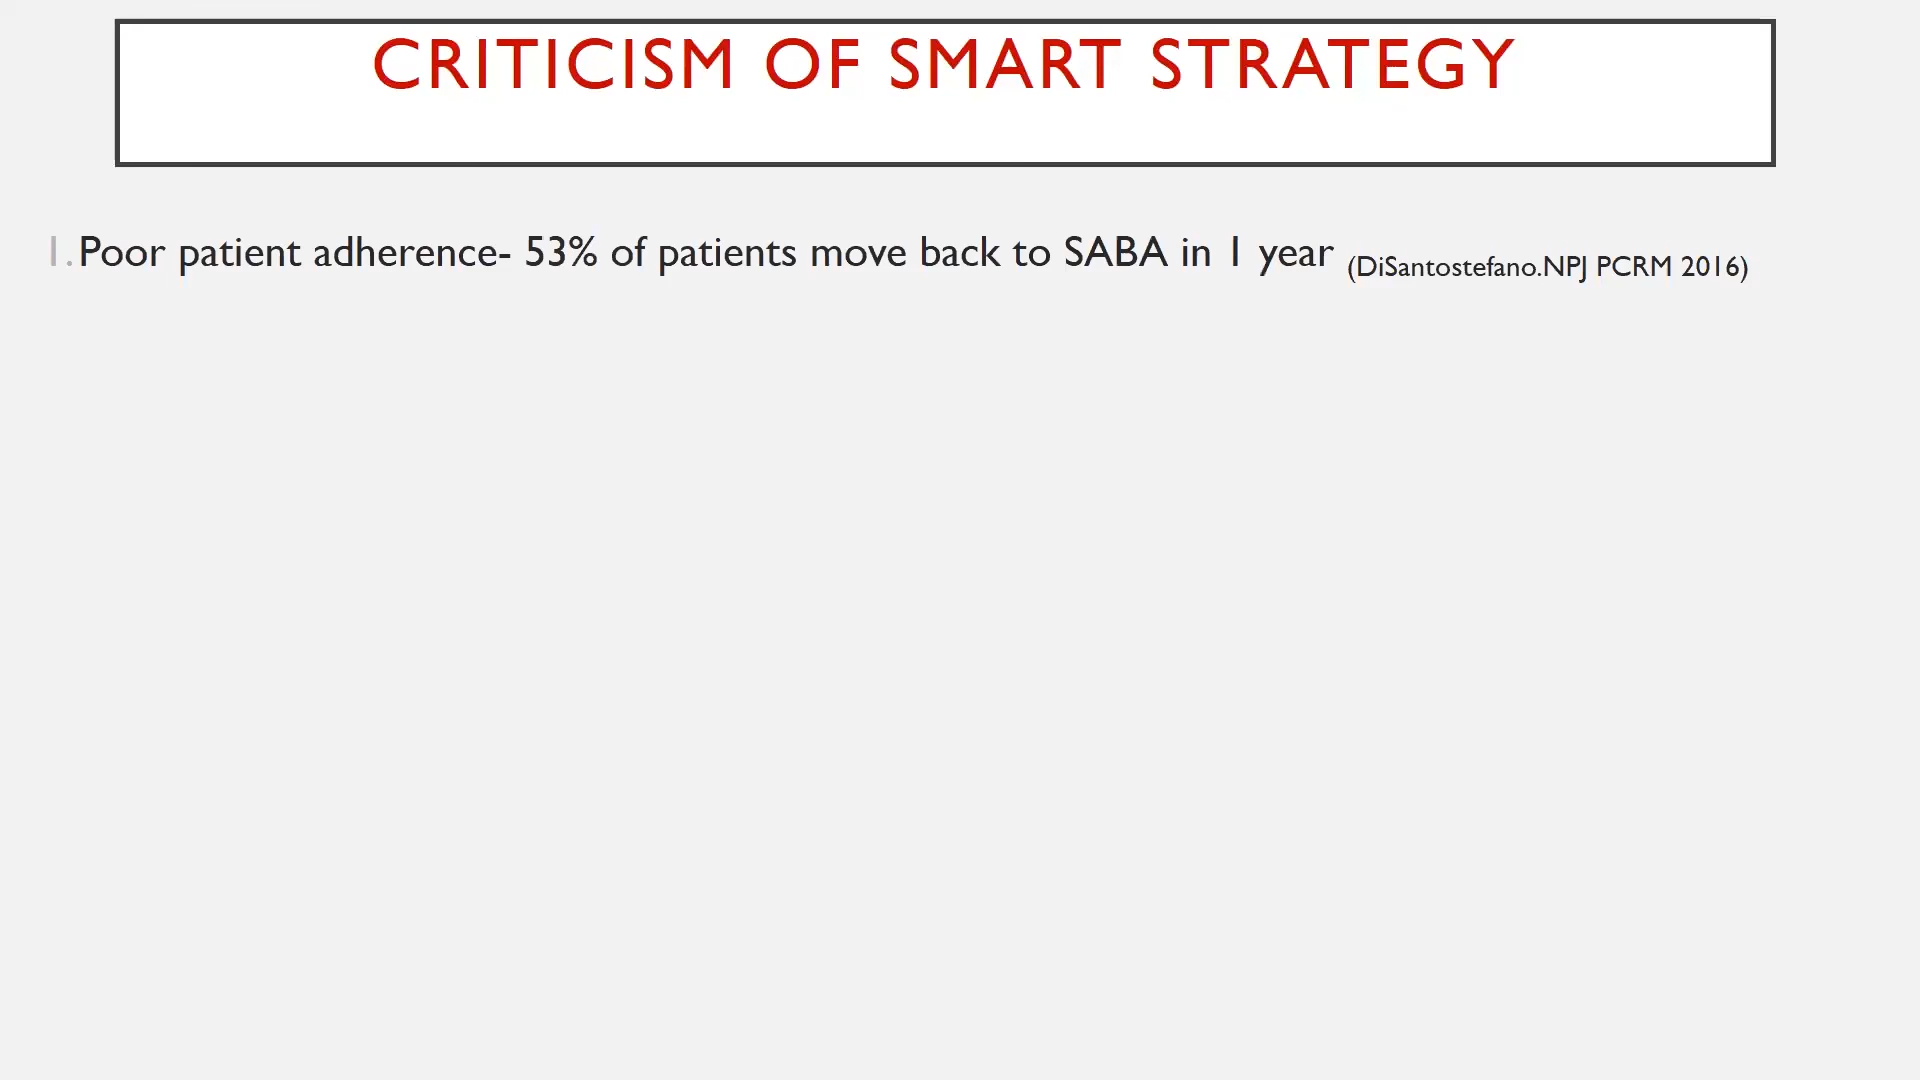 CRITICISM OF SMART STRATEGY
1. Poor patient adherence- 53% of patients move back to SABA in 1 year (DiSantostefano.NPJ PCRM 2016)